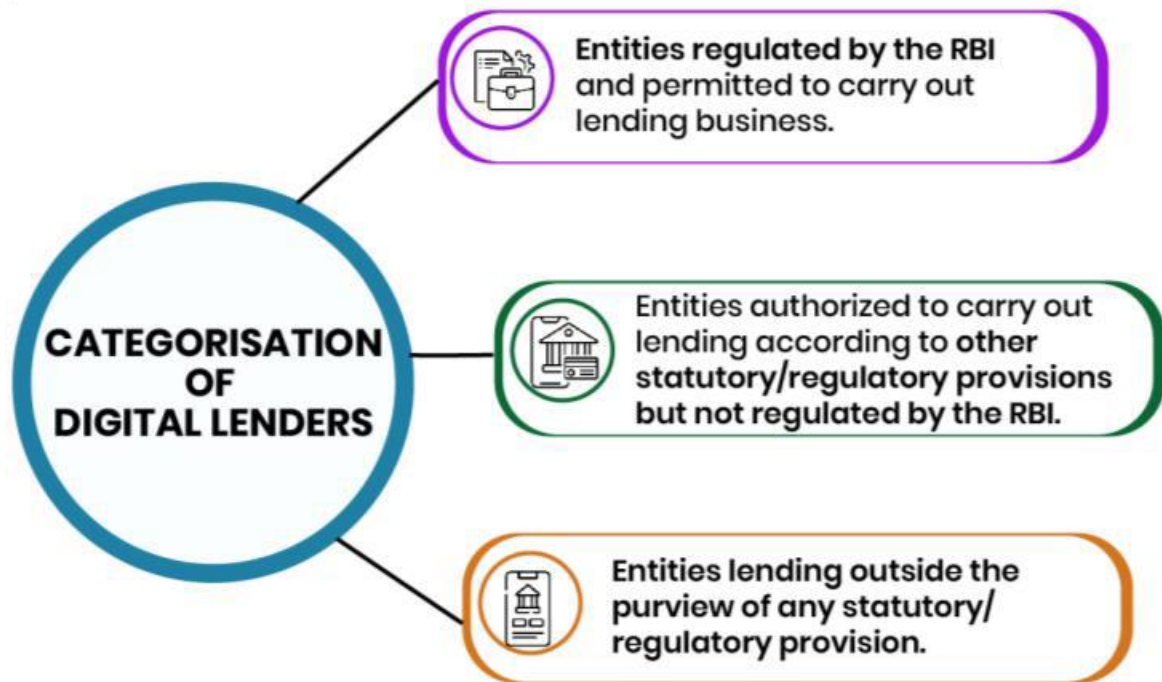 Entities regulated by the RBI
and permitted to carry out
lending business.
CATEGORISATION
OF
DIGITAL LENDERS
Entities authorized to carry out
lending according to other
statutory/regulatory provisions
but not regulated by the RBI.
Entities lending outside the
purview of any statutory/
regulatory provision.